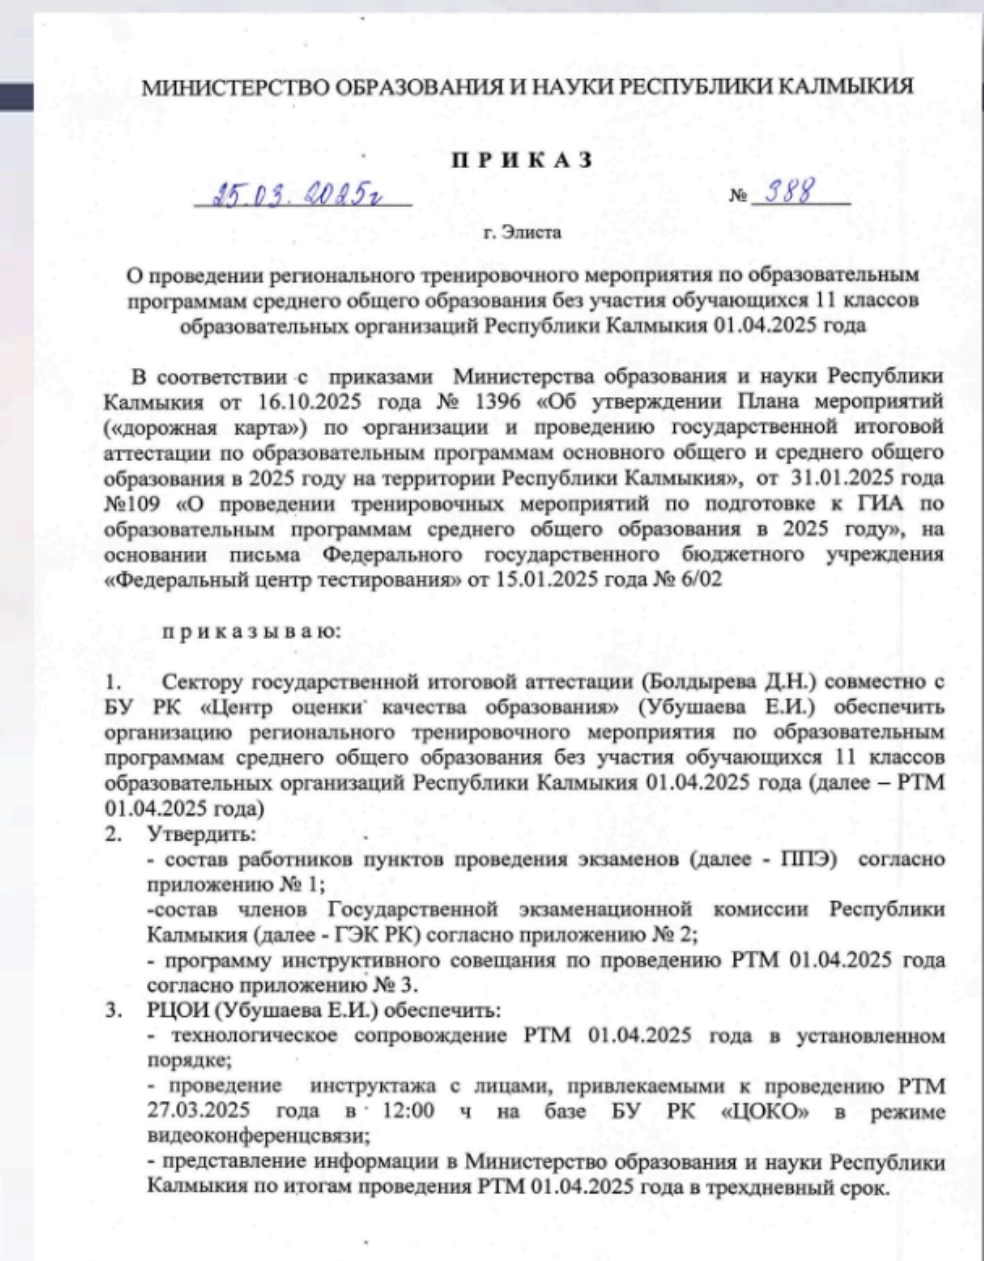 МИНИСТЕРСТВО ОБРАЗОВАНИЯ И НАУКИ РЕСПУБЛИКИ КАЛМЫКИЯ
П Р И К А З
25.03.2025г № 388
г. Элиста
О проведении регионального тренировочного мероприятия по образовательным
программам среднего общего образования без участия обучающихся 11 классов
образовательных организаций Республики Калмыкия 01.04.2025 года
В соответствии с приказами Министерства образования и науки Республики
Калмыкия от 16.10.2025 года № 1396 «Об утверждении Плана мероприятий
(«дорожная карта») по организации и проведению государственной итоговой
аттестации по образовательным программам основного общего и среднего общего
образования в 2025 году на территории Республики Калмыкия», от 31.01.2025 года
№109 «О проведении тренировочных мероприятий по подготовке к ГИА по
образовательным программам среднего общего образования в 2025 году», на
основании письма Федерального государственного бюджетного учреждения
«Федеральный центр тестирования» от 15.01.2025 года № 6/02
п р и к а з ы в а ю:
1. Сектору государственной итоговой аттестации (Болдырева Д.Н.) совместно с
БУ РК «Центр оценки качества образования» (Убушаева Е.И.) обеспечить
организацию регионального тренировочного мероприятия по образовательным
программам среднего общего образования без участия обучающихся 11 классов
образовательных организаций Республики Калмыкия 01.04.2025 года (далее – РТМ
01.04.2025 года)
2. Утвердить:
- состав работников пунктов проведения экзаменов (далее - ППЭ) согласно
приложению № 1;
-состав членов Государственной экзаменационной комиссии Республики
Калмыкия (далее - ГЭК РК) согласно приложению № 2;
- программу инструктивного совещания по проведению РТМ 01.04.2025 года
согласно приложению № 3.
3. РЦОИ (Убушаева Е.И.) обеспечить:
- технологическое сопровождение РТМ 01.04.2025 года в установленном
порядке;
- проведение инструктажа с лицами, привлекаемыми к проведению РТМ
27.03.2025 года в 12:00 ч на базе БУ РК «ЦОКО» в режиме
видеоконференцсвязи;
- представление информации в Министерство образования и науки Республики
Калмыкия по итогам проведения РТМ 01.04.2025 года в трехдневный срок.